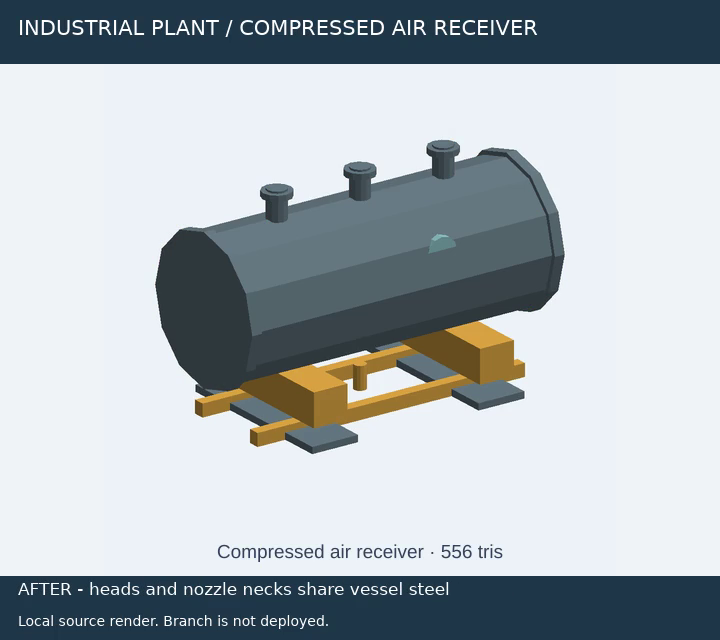 INDUSTRIAL PLANT / COMPRESSED AIR RECEIVER
Compressed air receiver · 556 tris
AFTER - heads and nozzle necks share vessel steel
Local source render. Branch is not deployed.